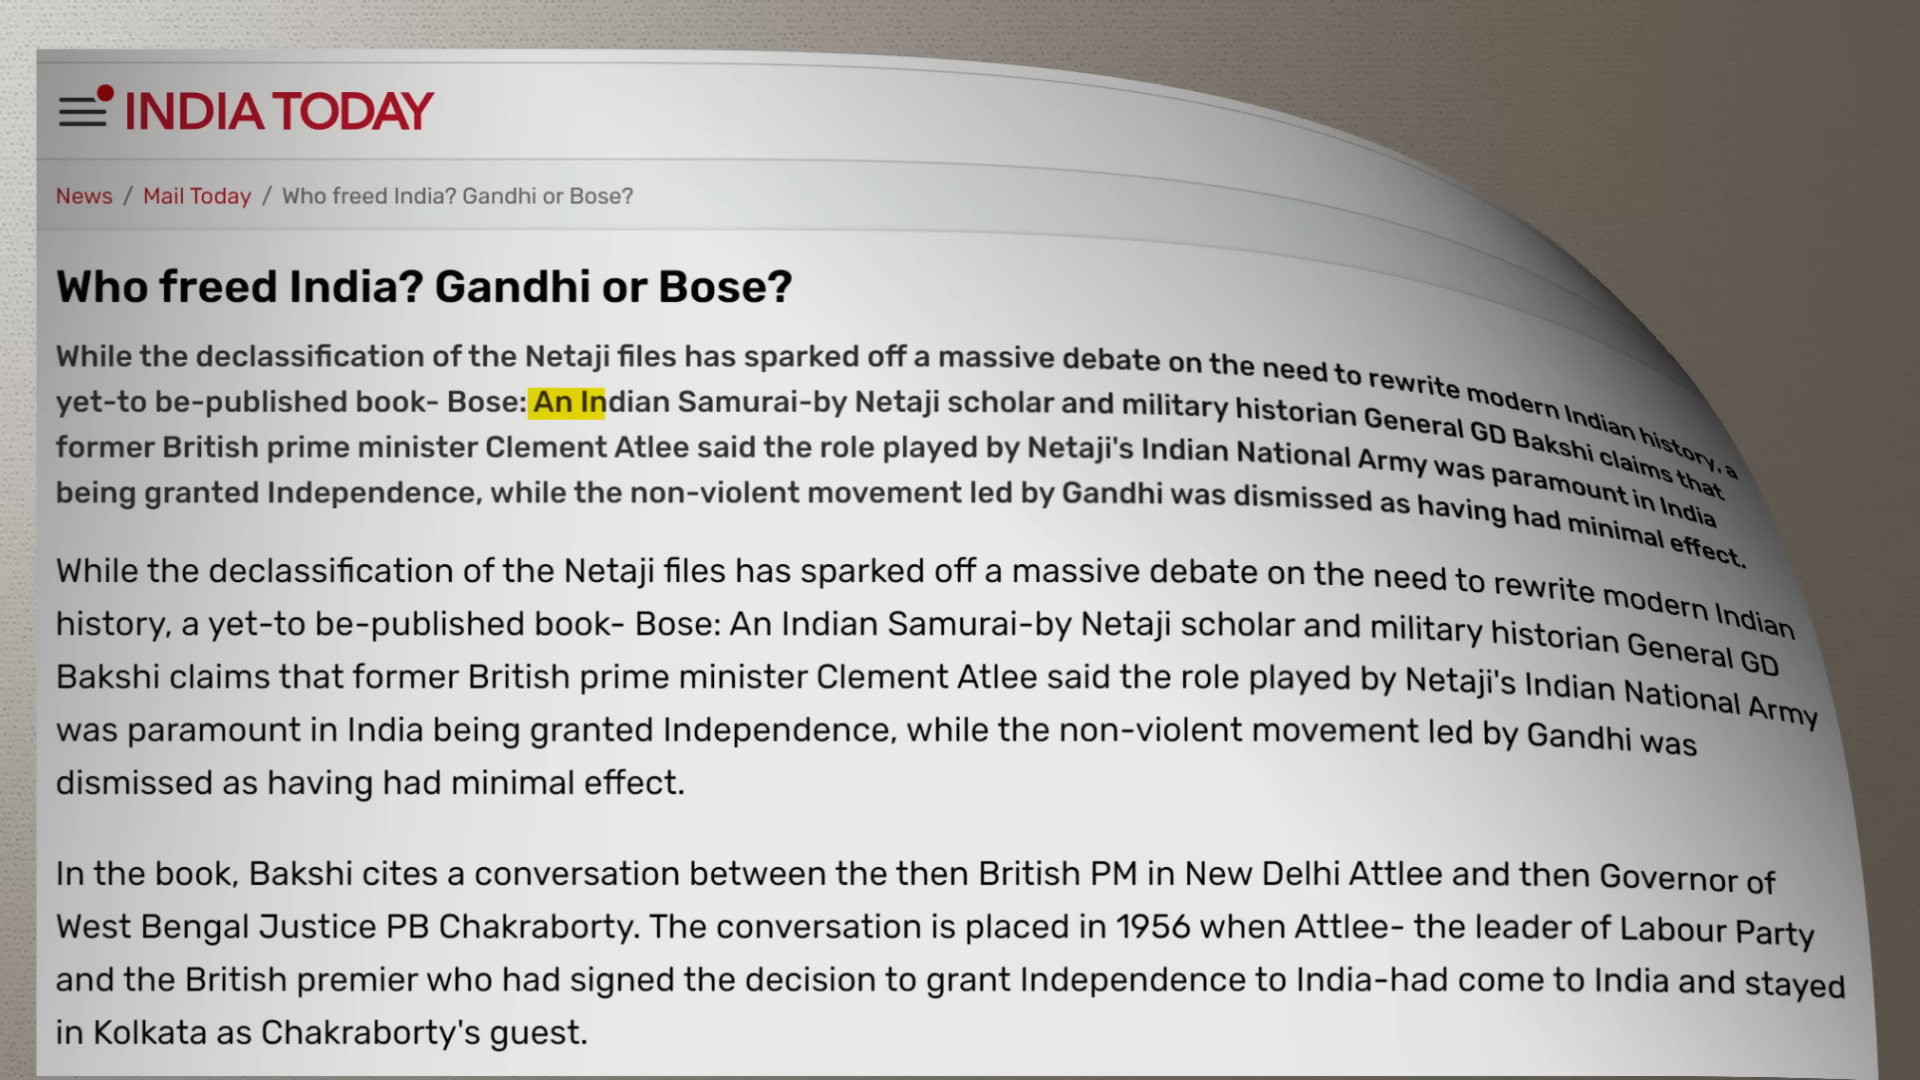 INDIA TODAY
News / Mail Today / Who freed India? Gandhi or Bose?
Who freed India? Gandhi or Bose?
While the declassification of the Netaji files has sparked off a massive debate on the need to rewrite modern Indian history, a
yet-to be-published book- Bose: An Indian Samurai-by Netaji scholar and military historian General GD Bakshi claims that
former British prime minister Clement Atlee said the role played by Netaji's Indian National Army was paramount in India
being granted Independence, while the non-violent movement led by Gandhi was dismissed as having had minimal effect.
While the declassification of the Netaji files has sparked off a massive debate on the need to rewrite modern Indian
history, a yet-to be-published book- Bose: An Indian Samurai-by Netaji scholar and military historian General GD
Bakshi claims that former British prime minister Clement Atlee said the role played by Netaji's Indian National Army
was paramount in India being granted Independence, while the non-violent movement led by Gandhi was
dismissed as having had minimal effect.
In the book, Bakshi cites a conversation between the then British PM in New Delhi Attlee and then Governor of
West Bengal Justice PB Chakraborty. The conversation is placed in 1956 when Attlee- the leader of Labour Party
and the British premier who had signed the decision to grant Independence to India-had come to India and stayed
in Kolkata as Chakraborty's guest.